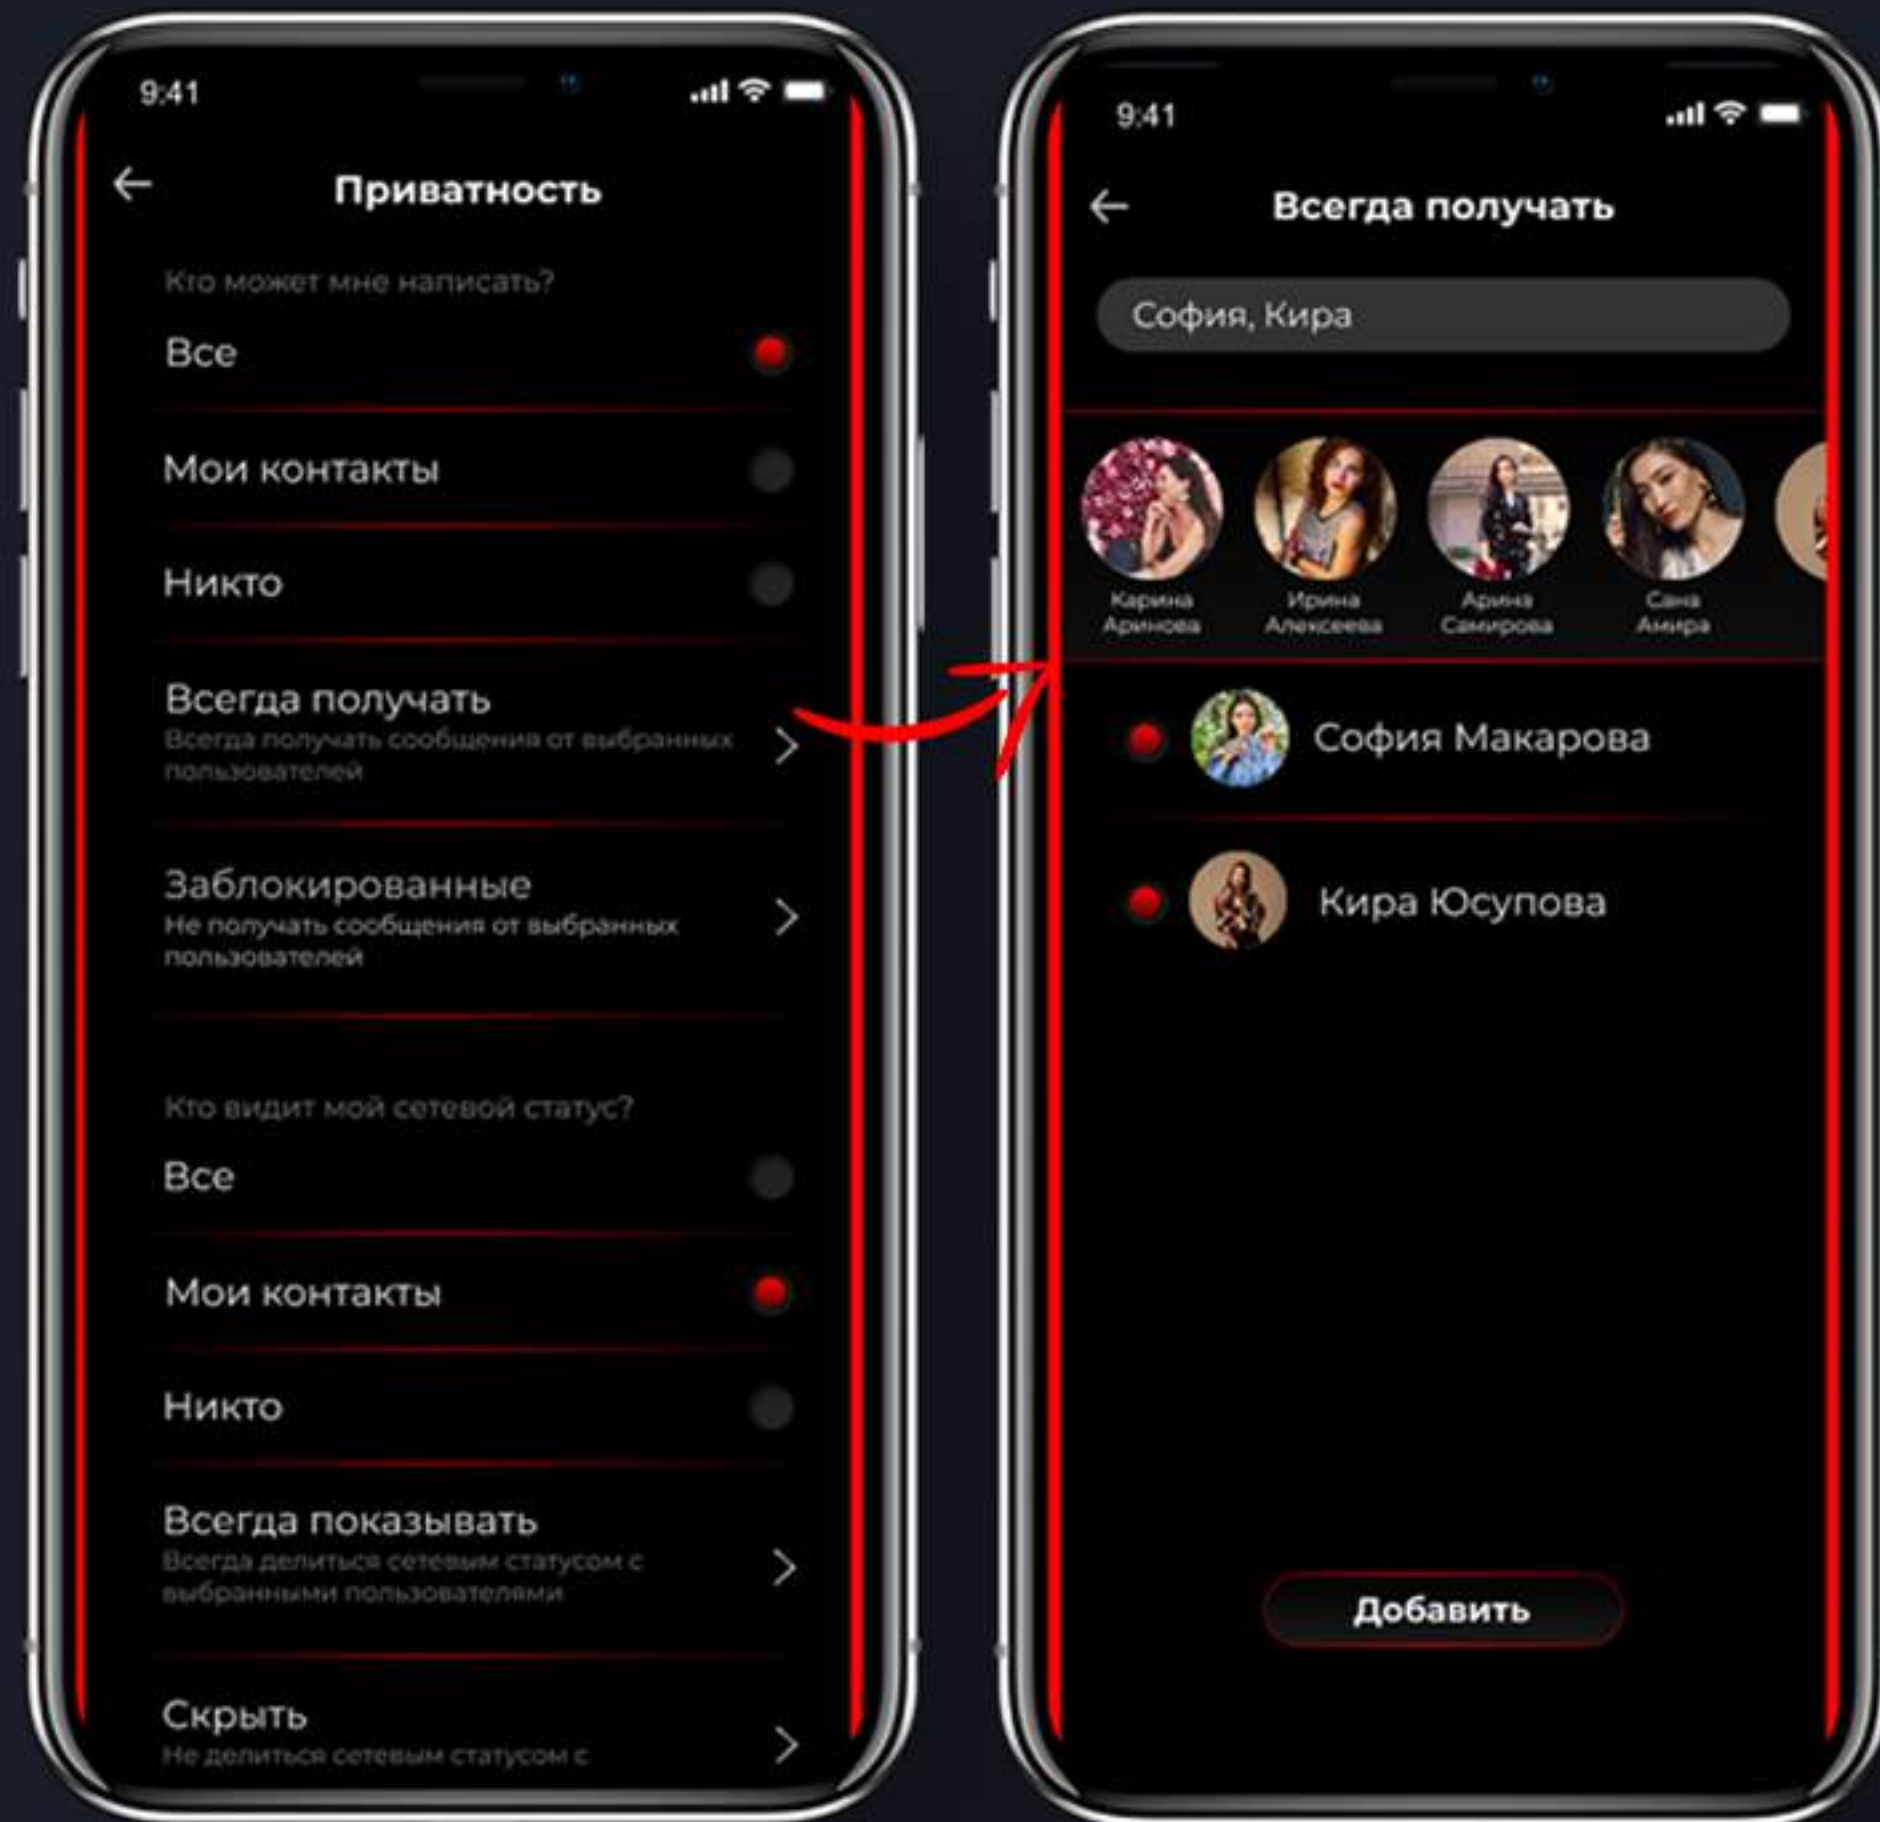 9:41
Приватность
Кто может мне написать?
Все
Мои контакты
Никто
Всегда получать
Всегда получать сообщения от выбранных
пользователей
Заблокированные
Не получать сообщения от выбранных
пользователей
Кто видит мой сетевой статус?
Все
Мои контакты
Никто
Всегда показывать
Всегда делиться сетевым статусом с
выбранными пользователями
Скрыть
Не делиться сетевым статусом с
9:41
Всегда получать
София, Кира
Карина
Аринова
Ирина
Алексеева
Арина
Самирова
Сана
Амира
София Макарова
Кира Юсупова
Добавить